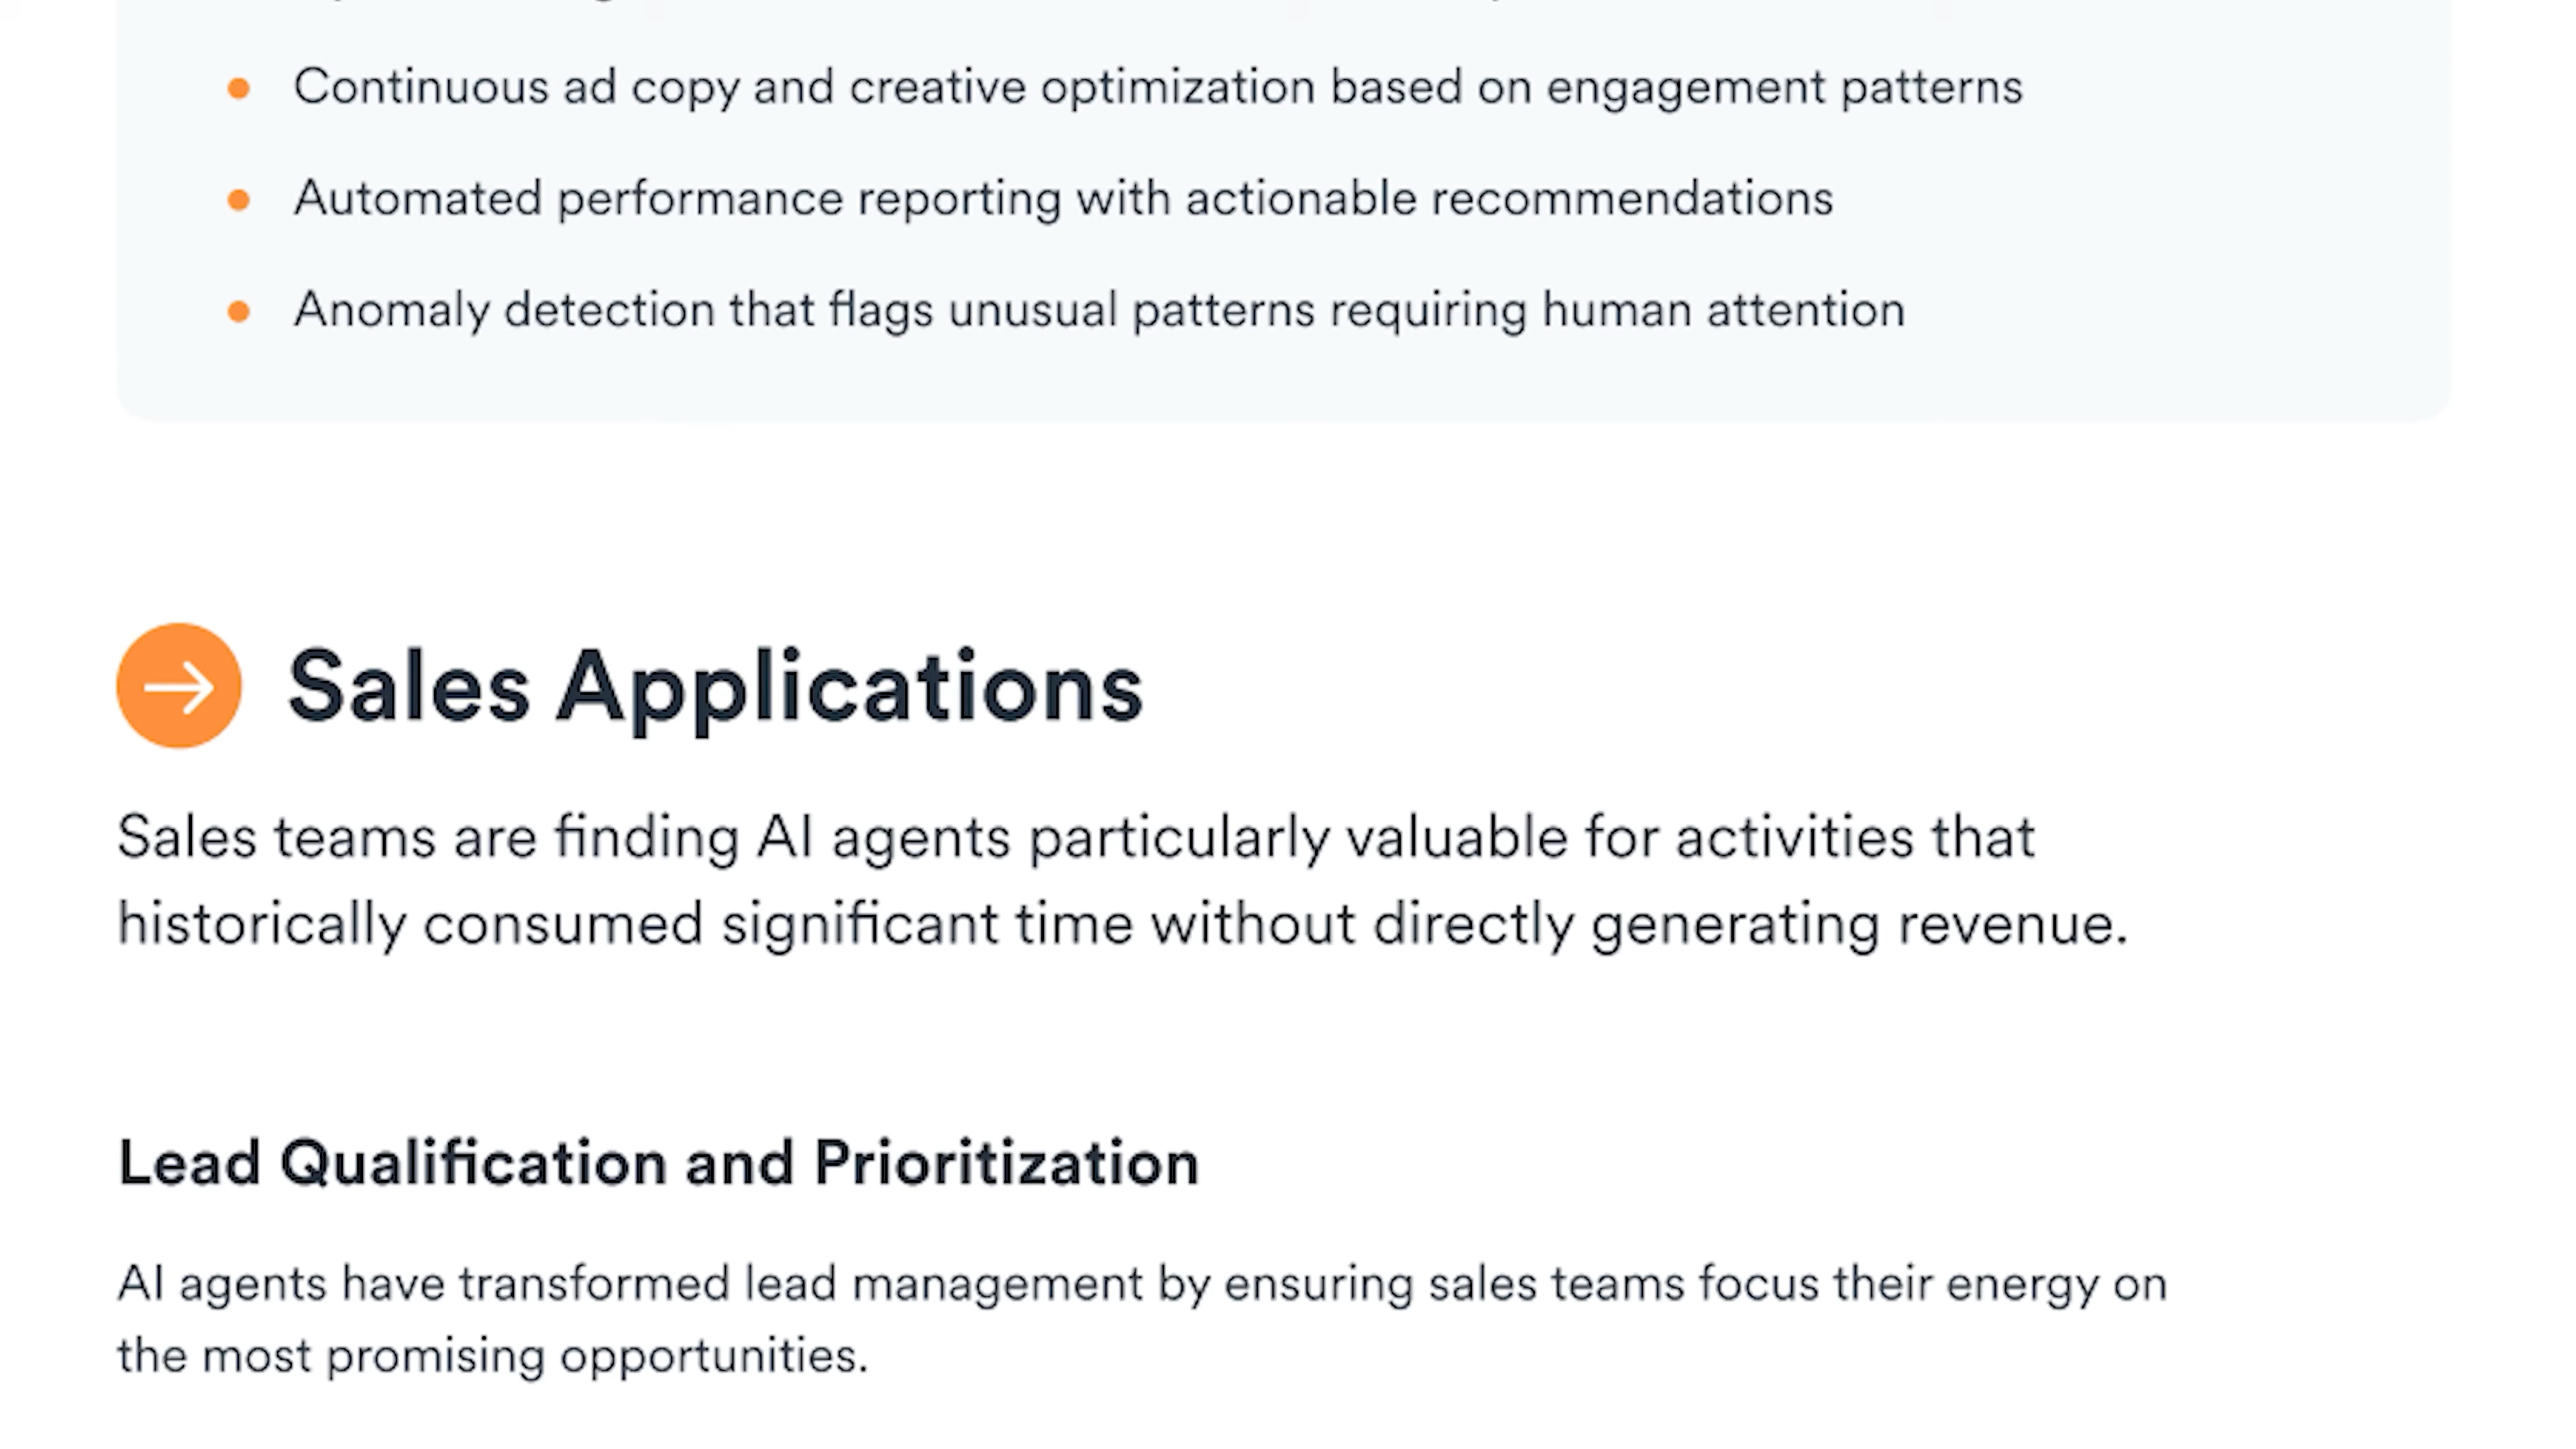 Continuous ad copy and creative optimization based on engagement patterns
Automated performance reporting with actionable recommendations
Anomaly detection that flags unusual patterns requiring human attention
Sales Applications
Sales teams are finding AI agents particularly valuable for activities that
historically consumed significant time without directly generating revenue.
Lead Qualification and Prioritization
AI agents have transformed lead management by ensuring sales teams focus their energy on
the most promising opportunities.